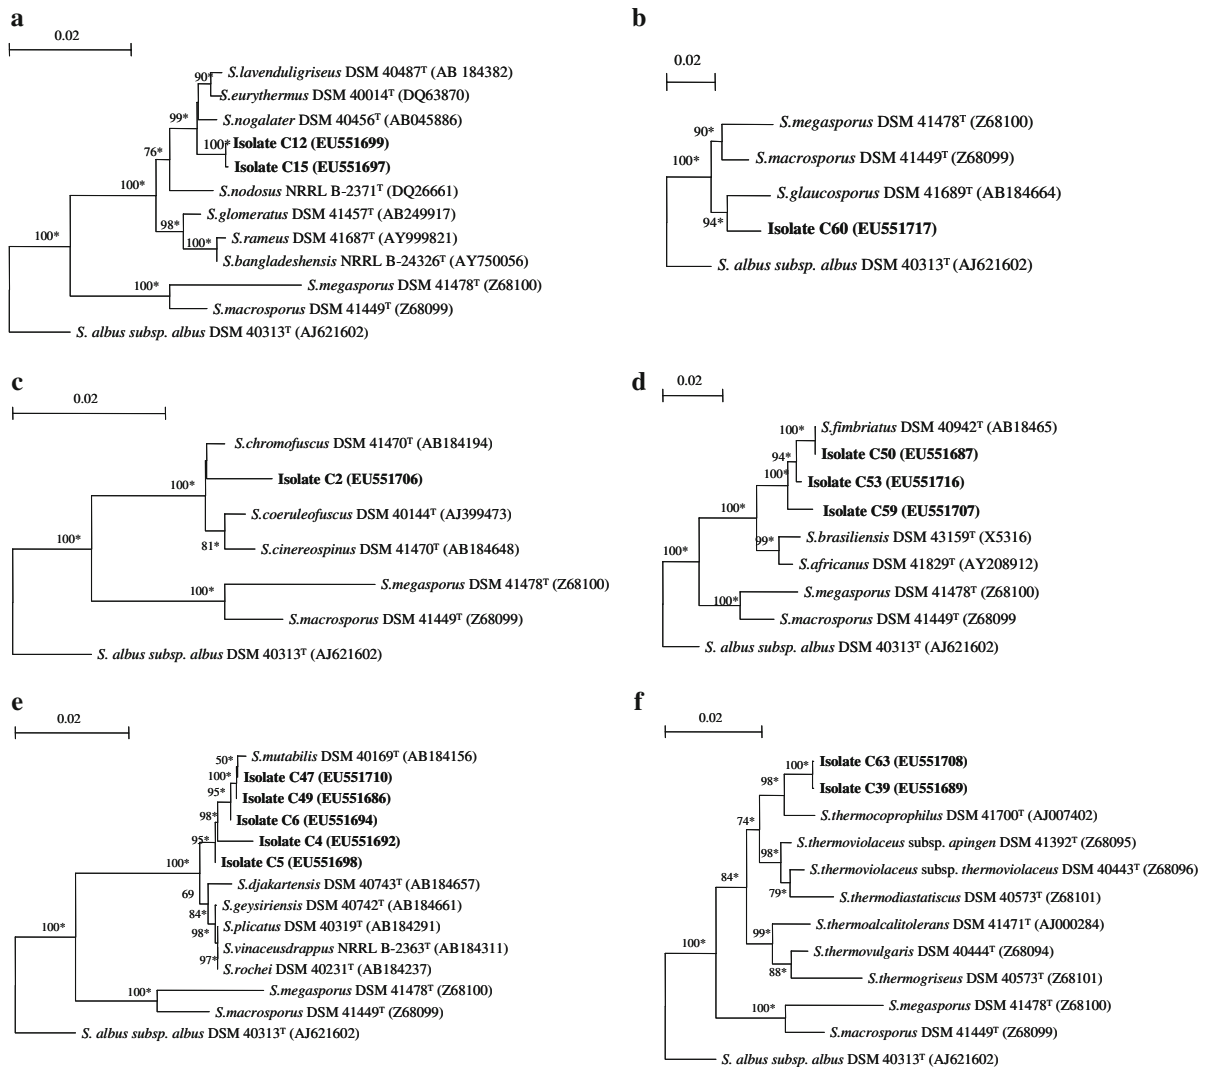 a
0.02
90*
S.lavenduligriseus DSM 40487ᵀ (AB 184382)
S.eurythermus DSM 40014ᵀ (DQ63870)
99*
S.nogalater DSM 40456ᵀ (AB045886)
100*
Isolate C12 (EU551699)
76*
Isolate C15 (EU551697)
100*
S.nodosus NRRL B-2371ᵀ (DQ26661)
S.glomeratus DSM 41457ᵀ (AB249917)
98*
100*
S.rameus DSM 41687ᵀ (AY999821)
100*
S.bangladeshensis NRRL B-24326ᵀ (AY750056)
100*
S.megasporus DSM 41478ᵀ (Z68100)
S.macrosporus DSM 41449ᵀ (Z68099)
S. albus subsp. albus DSM 40313ᵀ (AJ621602)
b
0.02
90*
S.megasporus DSM 41478ᵀ (Z68100)
100*
S.macrosporus DSM 41449ᵀ (Z68099)
S.glaucosporus DSM 41689ᵀ (AB184664)
94*
Isolate C60 (EU551717)
S. albus subsp. albus DSM 40313ᵀ (AJ621602)
c
0.02
S.chromofuscus DSM 41470ᵀ (AB184194)
100*
Isolate C2 (EU551706)
S.coeruleofuscus DSM 40144ᵀ (AJ399473)
100*
81*
S.cinereospinus DSM 41470ᵀ (AB184648)
100*
S.megasporus DSM 41478ᵀ (Z68100)
S.macrosporus DSM 41449ᵀ (Z68099)
S. albus subsp. albus DSM 40313ᵀ (AJ621602)
d
0.02
100*
S.fimbriatus DSM 40942ᵀ (AB18465)
94*
Isolate C50 (EU551687)
100*
Isolate C53 (EU551716)
100*
Isolate C59 (EU551707)
99*
S.brasiliensis DSM 43159ᵀ (X5316)
100*
S.africanus DSM 41829ᵀ (AY208912)
100*
S.megasporus DSM 41478ᵀ (Z68100)
S.macrosporus DSM 41449ᵀ (Z68099
S. albus subsp. albus DSM 40313ᵀ (AJ621602)
e
0.02
50*
S.mutabilis DSM 40169ᵀ (AB184156)
100*
Isolate C47 (EU551710)
95*
Isolate C49 (EU551686)
98*
Isolate C6 (EU551694)
95*
Isolate C4 (EU551692)
100*
Isolate C5 (EU551698)
69
S.djakartensis DSM 40743ᵀ (AB184657)
84*
S.geysiriensis DSM 40742ᵀ (AB184661)
98*
S.plicatus DSM 40319ᵀ (AB184291)
100*
S.vinaceusdrappus NRRL B-2363ᵀ (AB184311)
97*
S.rochei DSM 40231ᵀ (AB184237)
100*
S.megasporus DSM 41478ᵀ (Z68100)
S.macrosporus DSM 41449ᵀ (Z68099)
S. albus subsp. albus DSM 40313ᵀ (AJ621602)
f
0.02
100*
Isolate C63 (EU551708)
98*
Isolate C39 (EU551689)
74*
S.thermocoprophilus DSM 41700ᵀ (AJ007402)
98*
S.thermoviolaceus subsp. apingen DSM 41392ᵀ (Z68095)
84*
S.thermoviolaceus subsp. thermoviolaceus DSM 40443ᵀ (Z68096)
79*
S.thermodiastatiscus DSM 40573ᵀ (Z68101)
99*
S.thermoalcalitolerans DSM 41471ᵀ (AJ000284)
100*
S.thermovulgaris DSM 40444ᵀ (Z68094)
88*
S.thermogriseus DSM 40573ᵀ (Z68101)
100*
S.megasporus DSM 41478ᵀ (Z68100)
S.macrosporus DSM 41449ᵀ (Z68099)
S. albus subsp. albus DSM 40313ᵀ (AJ621602)